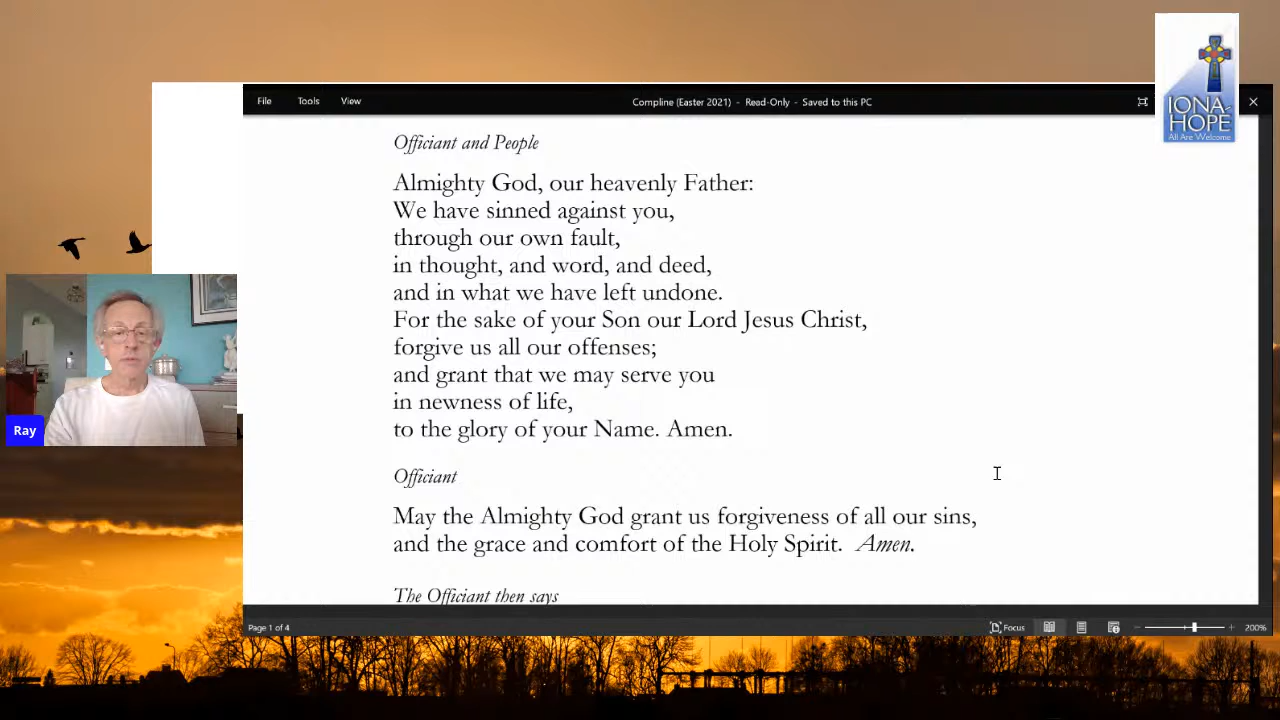 File Tools View Compline (Easter 2021) - Read-Only - Saved to this PC
IONA-
HOPE
All Are Welcome
Officiant and People
Almighty God, our heavenly Father:
We have sinned against you,
through our own fault,
in thought, and word, and deed,
and in what we have left undone.
For the sake of your Son our Lord Jesus Christ,
forgive us all our offenses;
and grant that we may serve you
in newness of life,
to the glory of your Name. Amen.
Ray
Officiant
May the Almighty God grant us forgiveness of all our sins,
and the grace and comfort of the Holy Spirit. Amen.
The Officiant then says
Page 1 of 4 Focus 200%